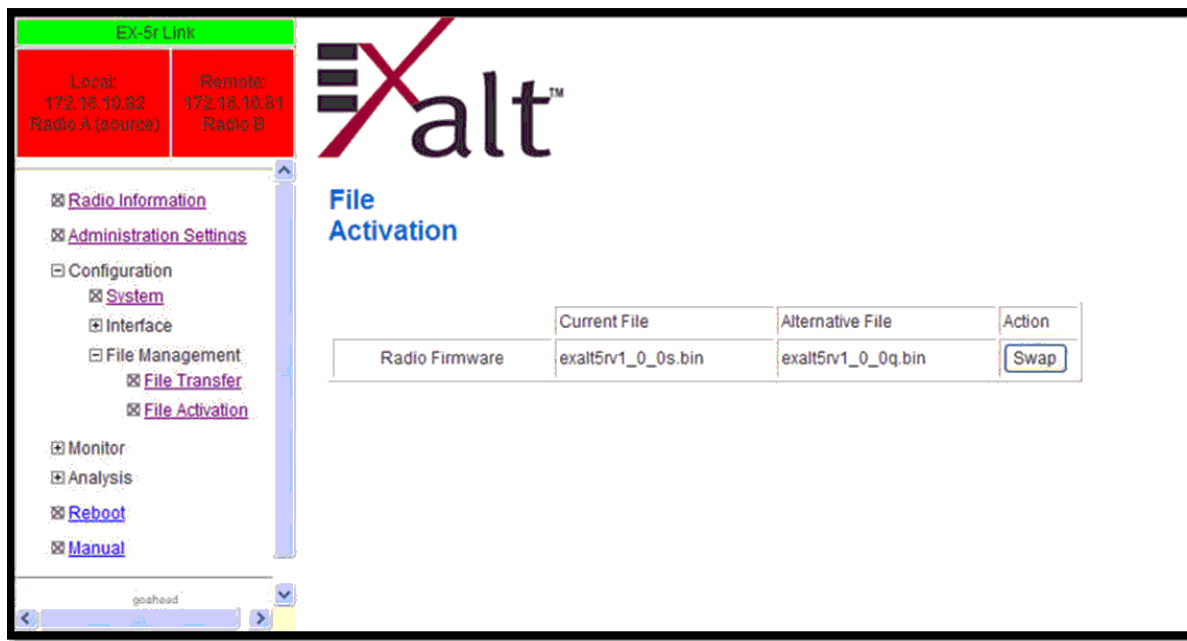 EX-5r Link
Local:
172.16.10.82
Radio A (source)
Remote:
172.16.10.81
Radio B
EXalt™
Radio Information
Administration Settings
Configuration
System
Interface
File Management
File Transfer
File Activation
Monitor
Analysis
Reboot
Manual
goahead
File
Activation
Current File Alternative File Action
Radio Firmware exalt5rv1_0_0s.bin exalt5rv1_0_0q.bin Swap